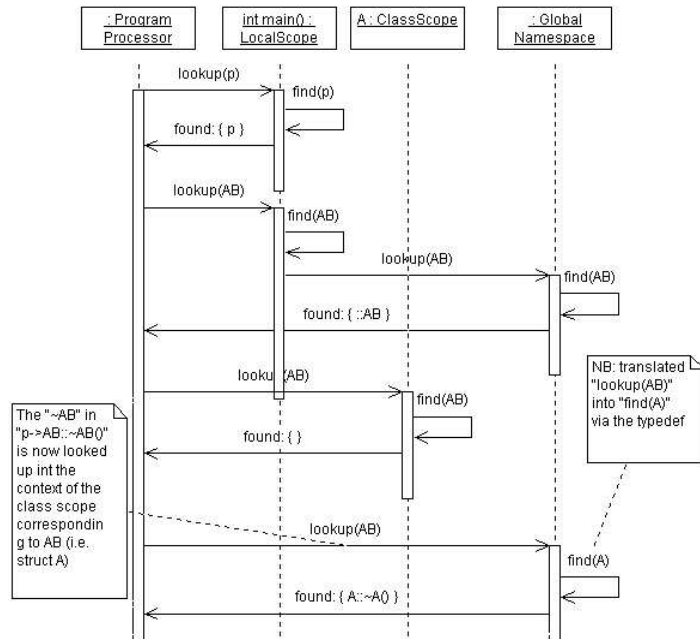 : Program
Processor
int main() :
LocalScope
A : ClassScope
: Global
Namespace
lookup(p)
find(p)
found: { p }
lookup(AB)
find(AB)
lookup(AB)
find(AB)
found: { ::AB }
lookup(AB)
find(AB)
found: { }
NB: translated
"lookup(AB)"
into "find(A)"
via the typedef
The "~AB" in
"p->AB::~AB()"
is now looked
up int the
context of the
class scope
correspondin
g to AB (i.e.
struct A)
lookup(AB)
find(A)
found: { A::~A() }